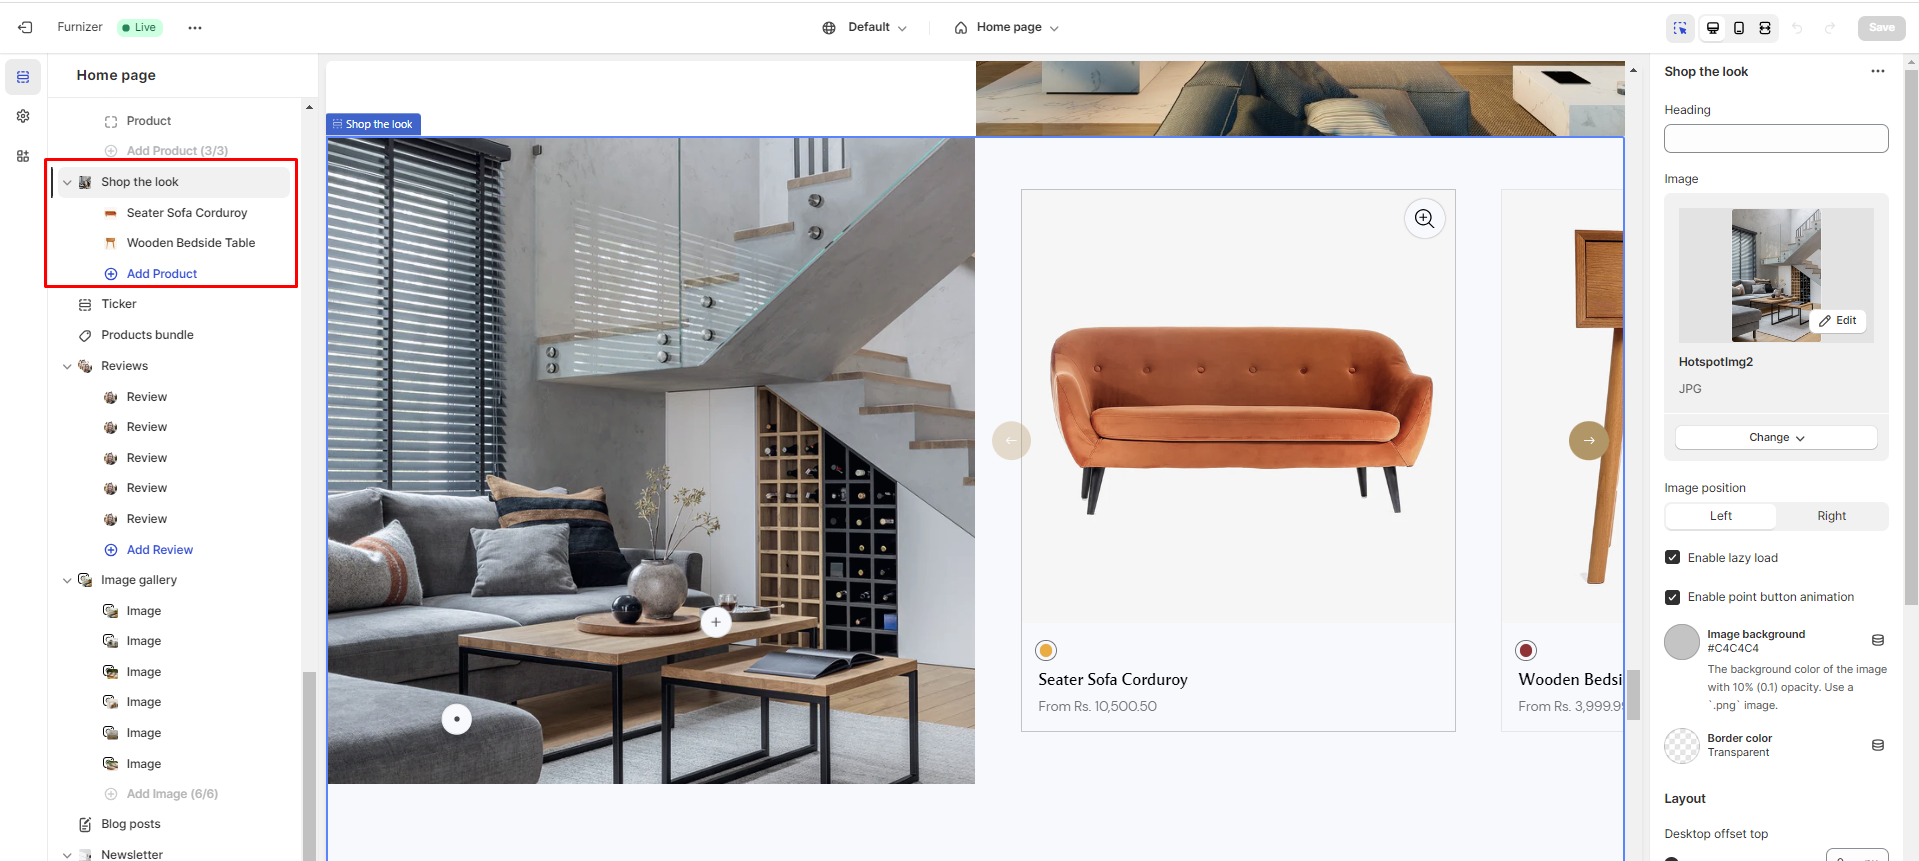 Furnizer
Live
Default
Home page
Save
Home page
Product
Add Product (3/3)
Shop the look
Seater Sofa Corduroy
Wooden Bedside Table
Add Product
Ticker
Products bundle
Reviews
Review
Review
Review
Review
Review
Add Review
Image gallery
Image
Image
Image
Image
Image
Image
Add Image (6/6)
Blog posts
Newsletter
Shop the look
Seater Sofa Corduroy
From Rs. 10,500.50
Wooden Bedsi
From Rs. 3,999.99
Shop the look
Heading
Image
Edit
HotspotImg2
JPG
Change
Image position
Left
Right
Enable lazy load
Enable point button animation
Image background
#C4C4C4
The background color of the image
with 10% (0.1) opacity. Use a
`.png` image.
Border color
Transparent
Layout
Desktop offset top